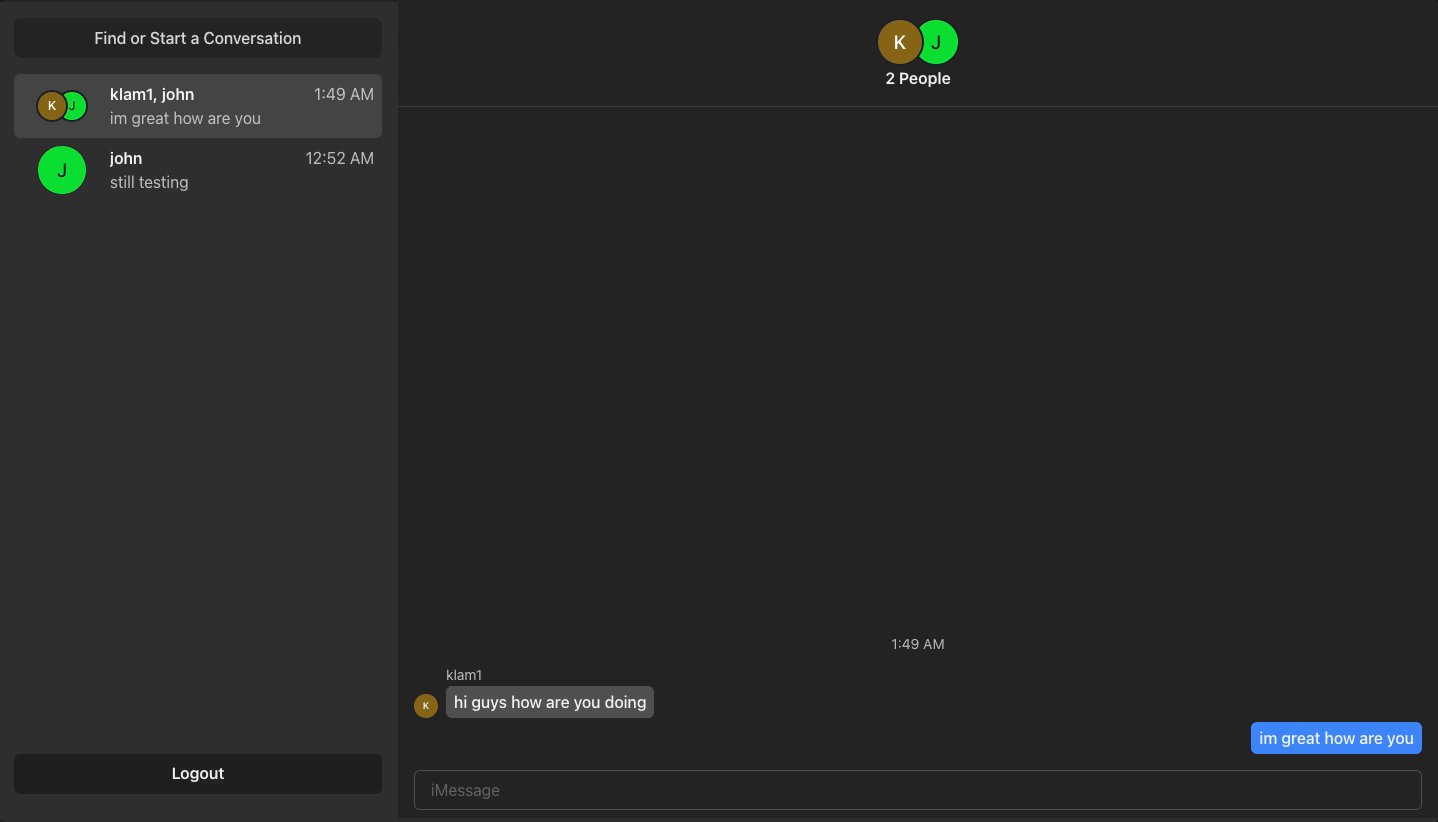 Find or Start a Conversation
K J
klam1, john 1:49 AM
im great how are you
J
john 12:52 AM
still testing
Logout
K J
2 People
1:49 AM
klam1
K
hi guys how are you doing
im great how are you
iMessage